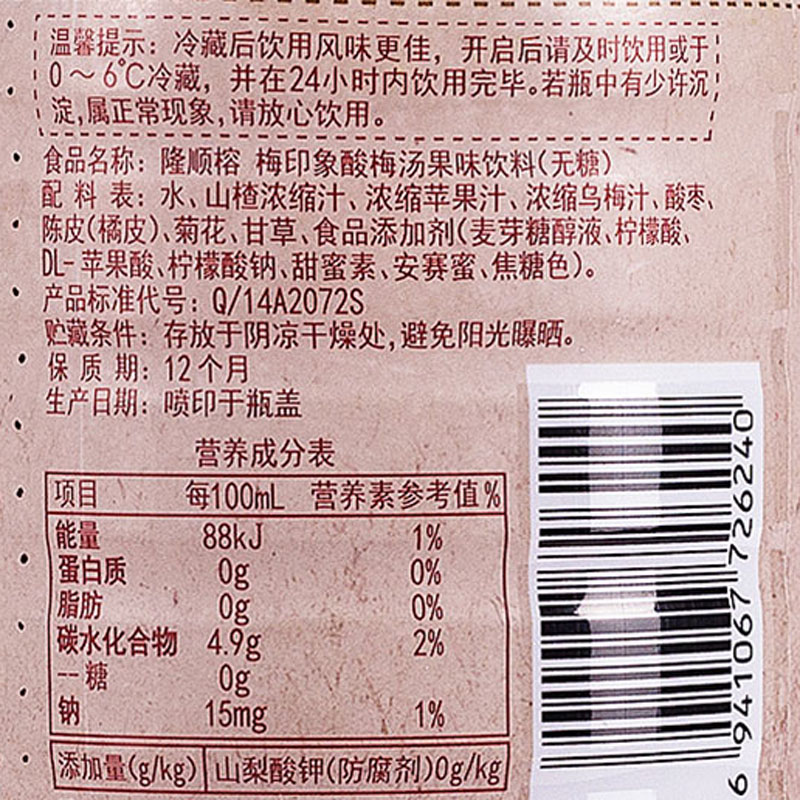 温馨提示：冷藏后饮用风味更佳，开启后请及时饮用或于
0～6℃冷藏，并在24小时内饮用完毕。若瓶中有少许沉
淀,属正常现象,请放心饮用。
食品名称：隆顺榕 梅印象酸梅汤果味饮料(无糖)
配 料 表：水、山楂浓缩汁、浓缩苹果汁、浓缩乌梅汁、酸枣、
陈皮(橘皮)、菊花、甘草、食品添加剂(麦芽糖醇液、柠檬酸、
DL-苹果酸、柠檬酸钠、甜蜜素、安赛蜜、焦糖色)。
产品标准代号：Q/14A2072S
贮藏条件：存放于阴凉干燥处,避免阳光曝晒。
保 质 期：12个月
生产日期：喷印于瓶盖
营养成分表
项目 每100mL 营养素参考值%
能量 88kJ 1%
蛋白质 0g 0%
脂肪 0g 0%
碳水化合物 4.9g 2%
--糖 0g
钠 15mg 1%
添加量(g/kg) 山梨酸钾(防腐剂)0g/kg
6 941067 726240